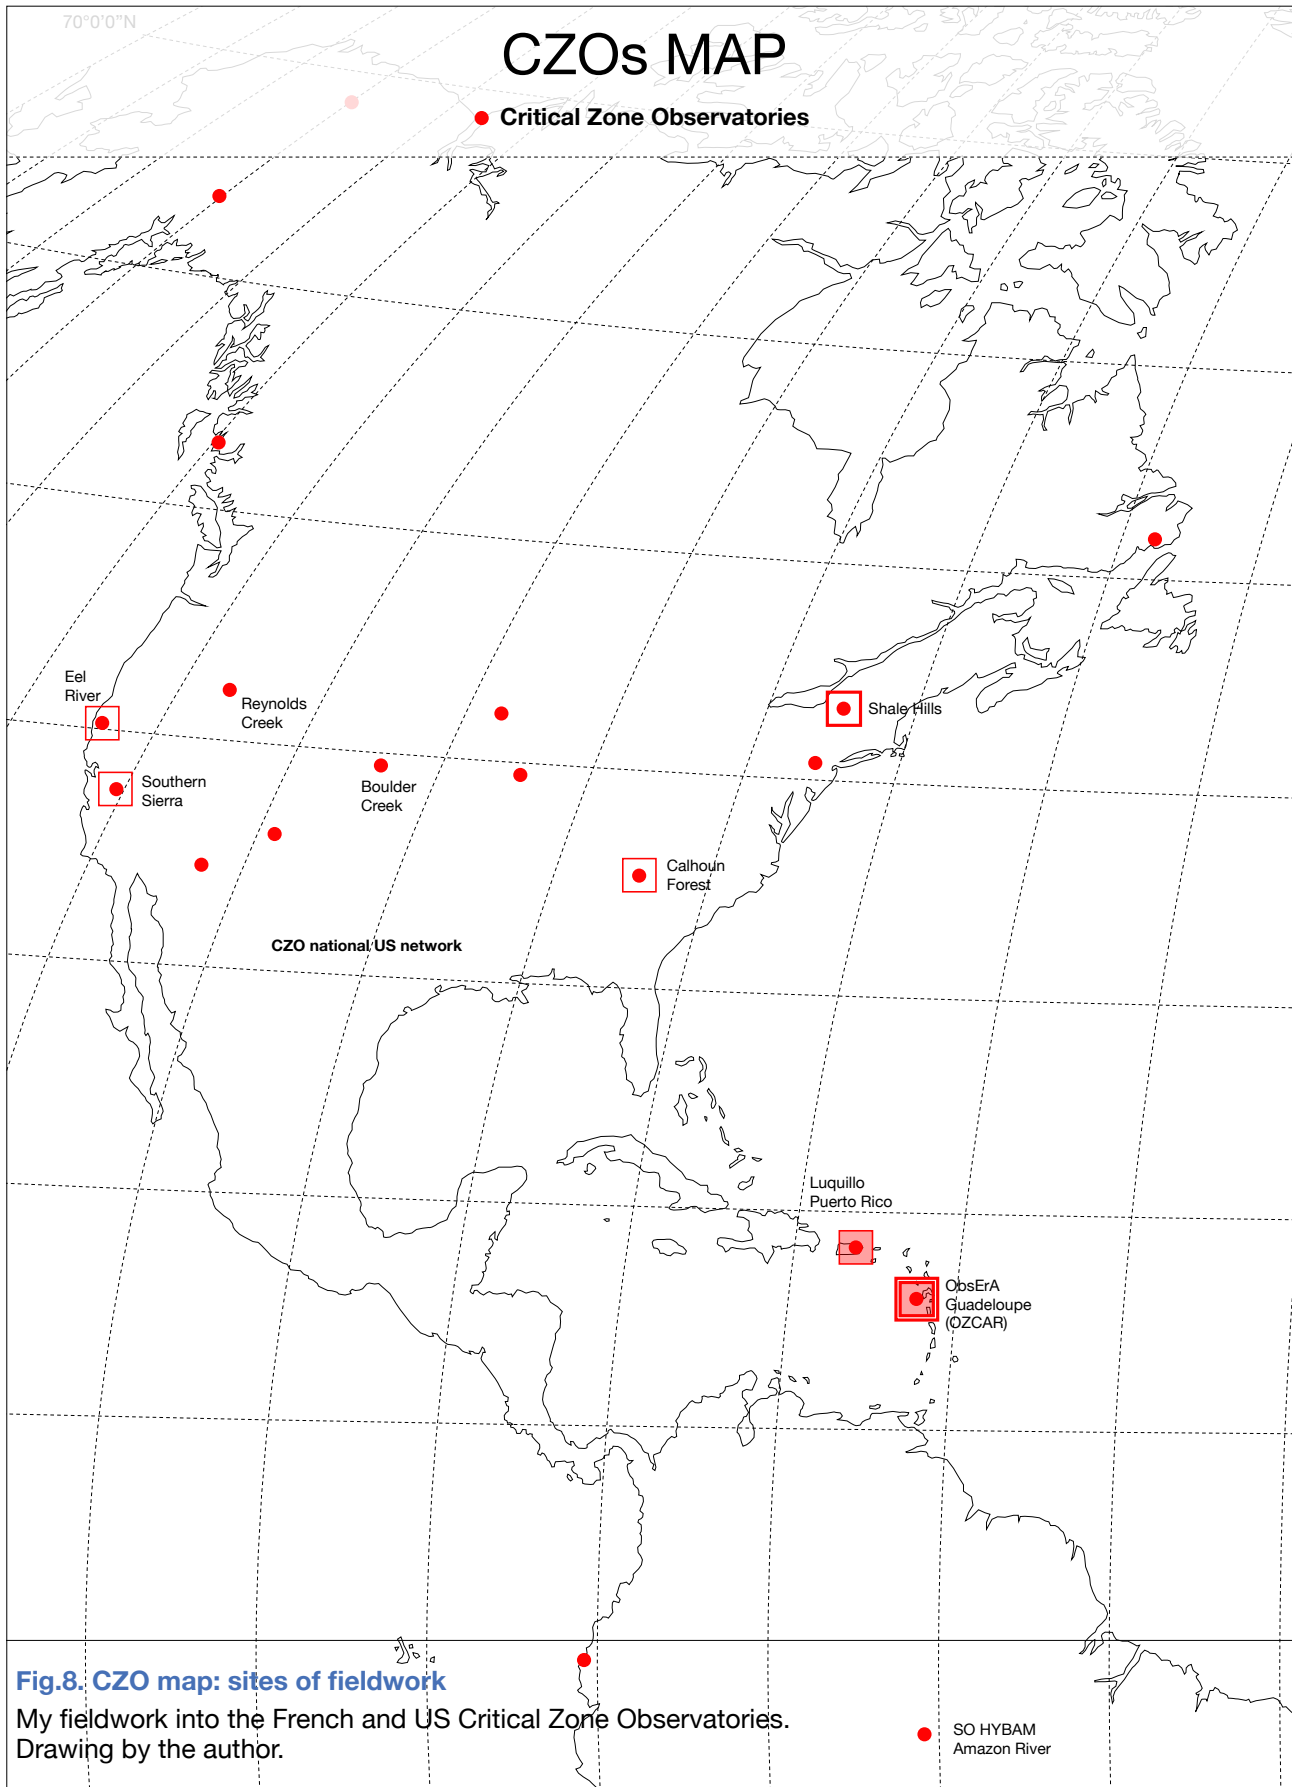 70°0'0"N
CZOs MAP
Critical Zone Observatories
Eel
River
Reynolds
Creek
Shale Hills
Southern
Sierra
Boulder
Creek
Calhoun
Forest
CZO national US network
Luquillo
Puerto Rico
ObsErA
Guadeloupe
(OZCAR)
Fig.8. CZO map: sites of fieldwork
My fieldwork into the French and US Critical Zone Observatories.
Drawing by the author.
SO HYBAM
Amazon River